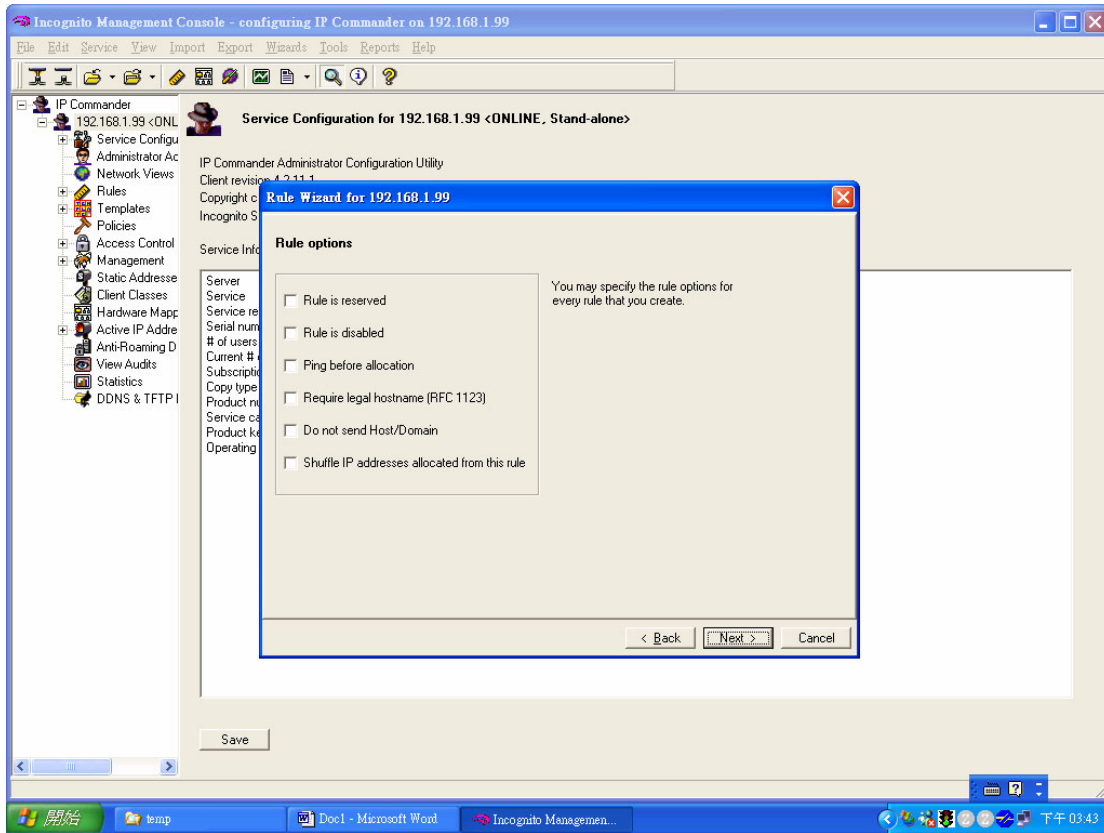 Incognito Management Console - configuring IP Commander on 192.168.1.99
File Edit Service View Import Export Wizards Tools Reports Help
IP Commander
192.168.1.99 <ONL
Service Configu
Administrator Ac
Network Views
Rules
Templates
Policies
Access Control
Management
Static Addresse
Client Classes
Hardware Mapp
Active IP Addre
Anti-Roaming D
View Audits
Statistics
DDNS & TFTP
Service Configuration for 192.168.1.99 <ONLINE, Stand-alone>
IP Commander Administrator Configuration Utility
Client revision 4.2.11.1
Copyright c
Incognito S
Service Info
Server
Service
Service re
Serial num
# of users
Current #
Subscriptio
Copy type
Product nu
Service ca
Product ke
Operating
Rule Wizard for 192.168.1.99
Rule options
Rule is reserved
Rule is disabled
Ping before allocation
Require legal hostname (RFC 1123)
Do not send Host/Domain
Shuffle IP addresses allocated from this rule
You may specify the rule options for
every rule that you create.
< Back
Next >
Cancel
Save
開始
temp
Doc1 - Microsoft Word
Incognito Managemen...
下午 03:43